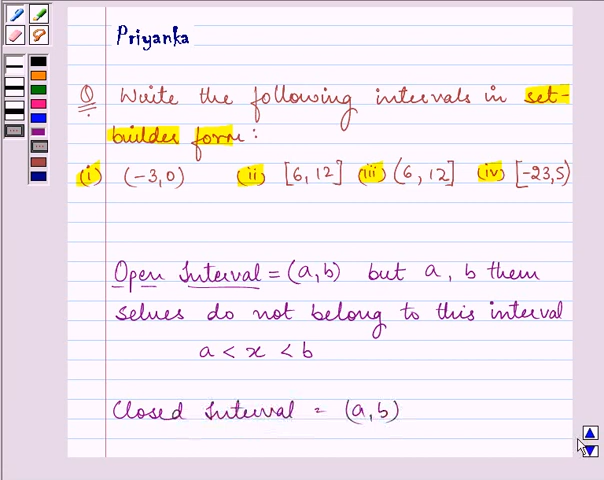 Priyanka
Q Write the following intervals in set-
builder form:
(i) (-3,0) (ii) [6,12] (iii) (6,12] (iv) [-23,5)
Open Interval = (a,b) but a, b them
selves do not belong to this interval
a < x < b
Closed Interval = (a,b)